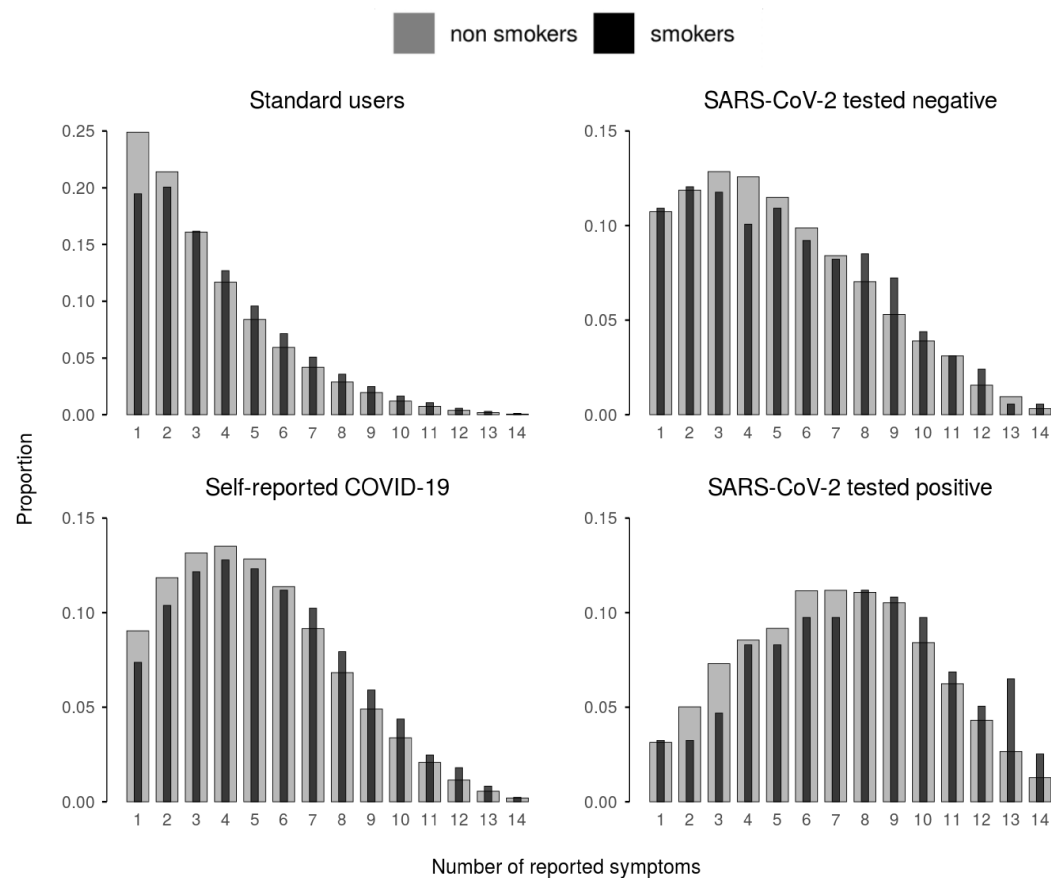 non smokers smokers
Standard users
SARS-CoV-2 tested negative
0.25
0.20
0.15
0.10
0.05
0.00
1 2 3 4 5 6 7 8 9 10 11 12 13 14
0.15
0.10
0.05
0.00
1 2 3 4 5 6 7 8 9 10 11 12 13 14
Proportion
Self-reported COVID-19
SARS-CoV-2 tested positive
0.15
0.10
0.05
0.00
1 2 3 4 5 6 7 8 9 10 11 12 13 14
0.15
0.10
0.05
0.00
1 2 3 4 5 6 7 8 9 10 11 12 13 14
Number of reported symptoms